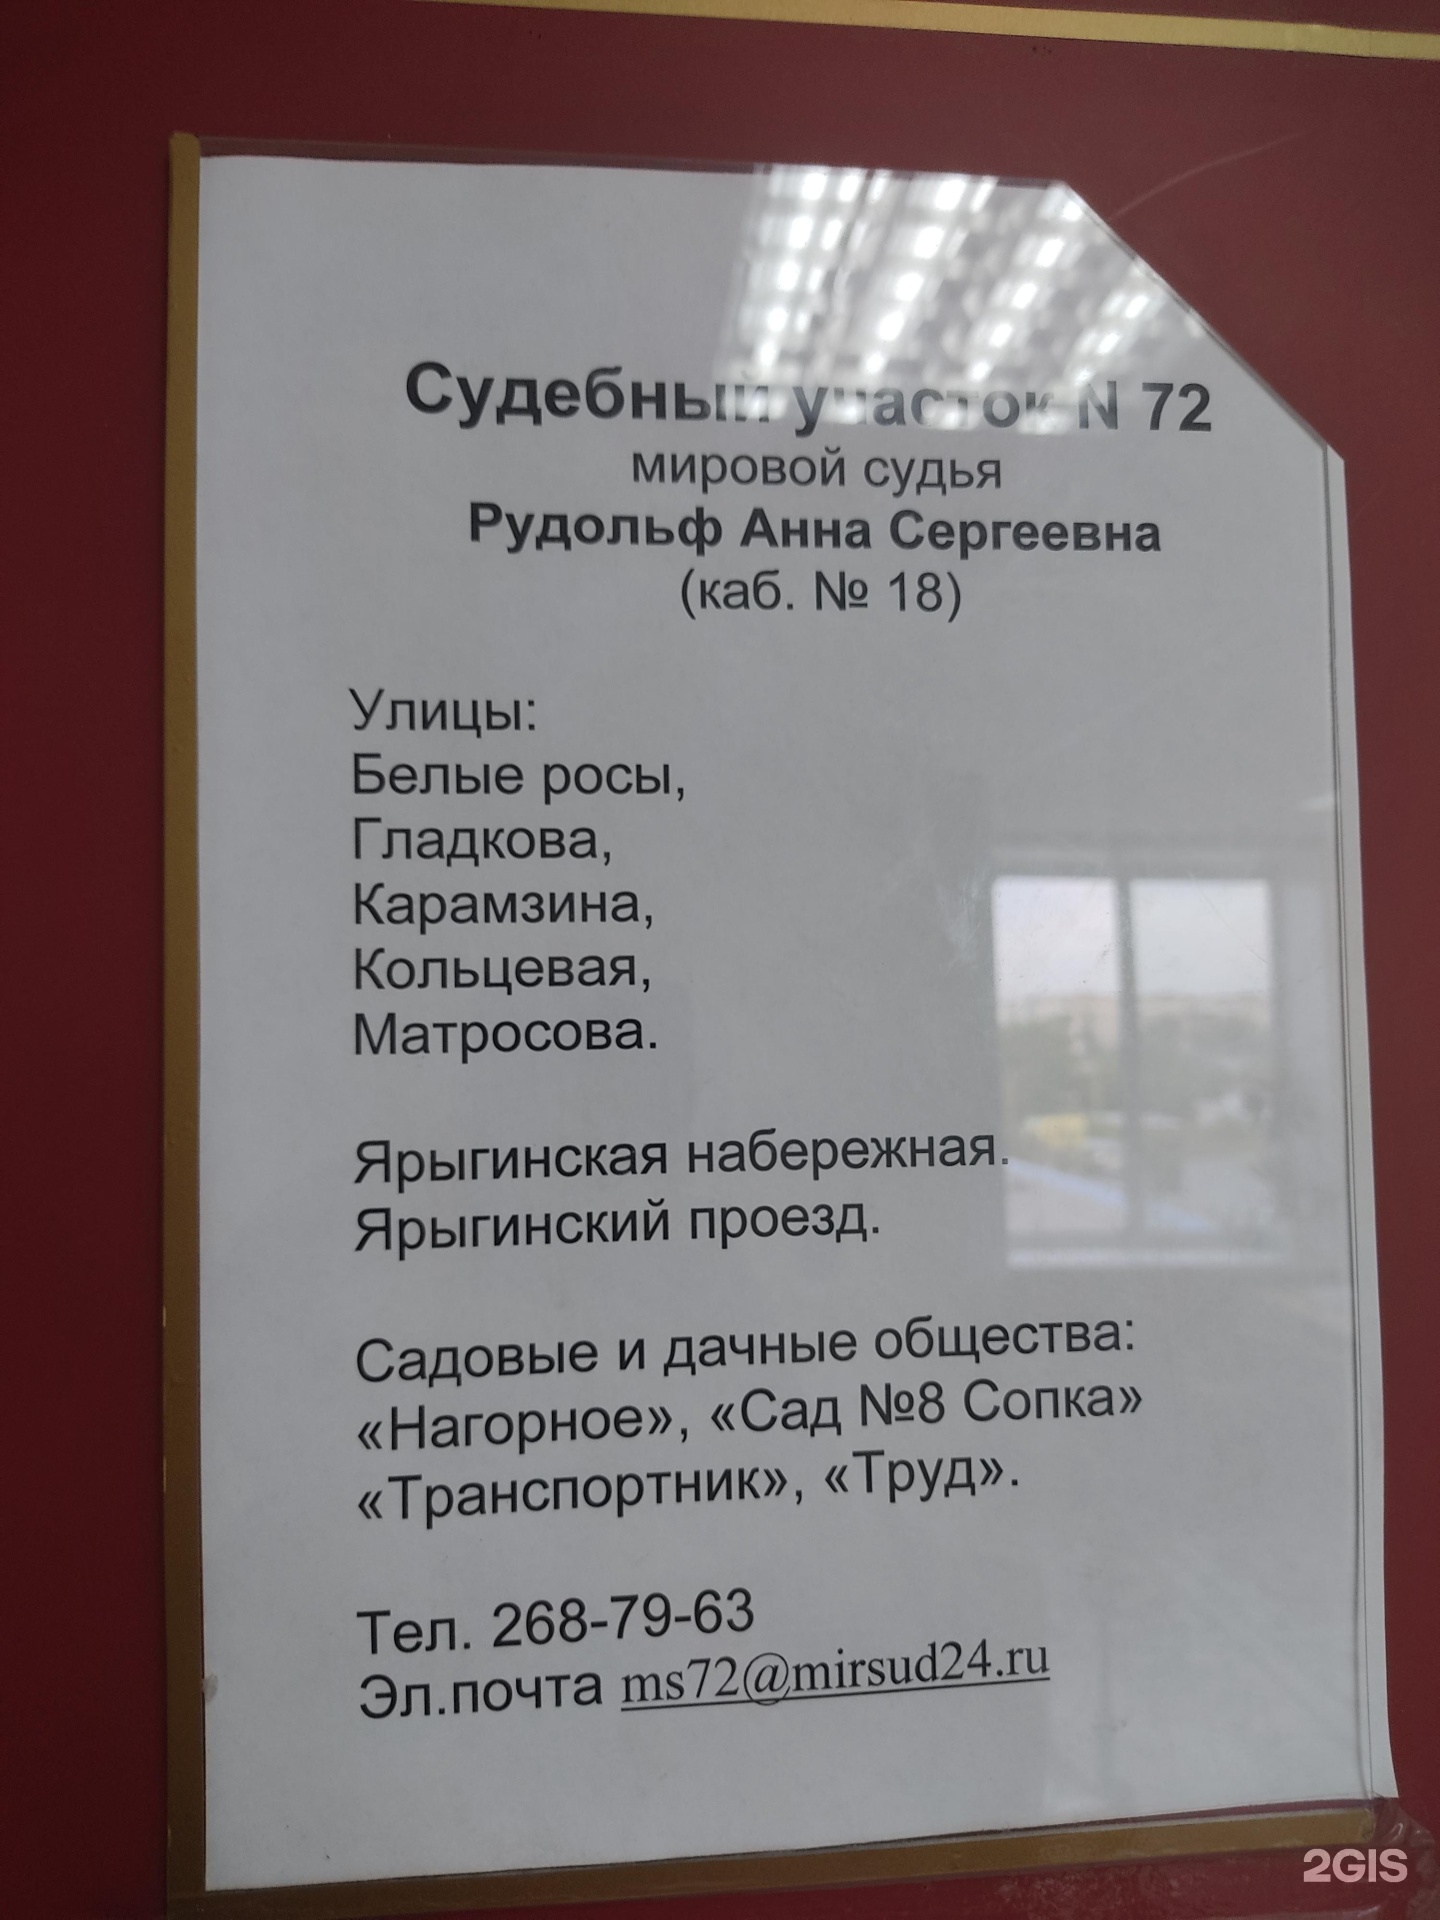 Судебный участок N 72
мировой судья
Рудольф Анна Сергеевна
(каб. № 18)
Улицы:
Белые росы,
Гладкова,
Карамзина,
Кольцевая,
Матросова.
Ярыгинская набережная.
Ярыгинский проезд.
Садовые и дачные общества:
«Нагорное», «Сад №8 Сопка»
«Транспортник», «Труд».
Тел. 268-79-63
Эл.почта ms72@mirsud24.ru
2GIS